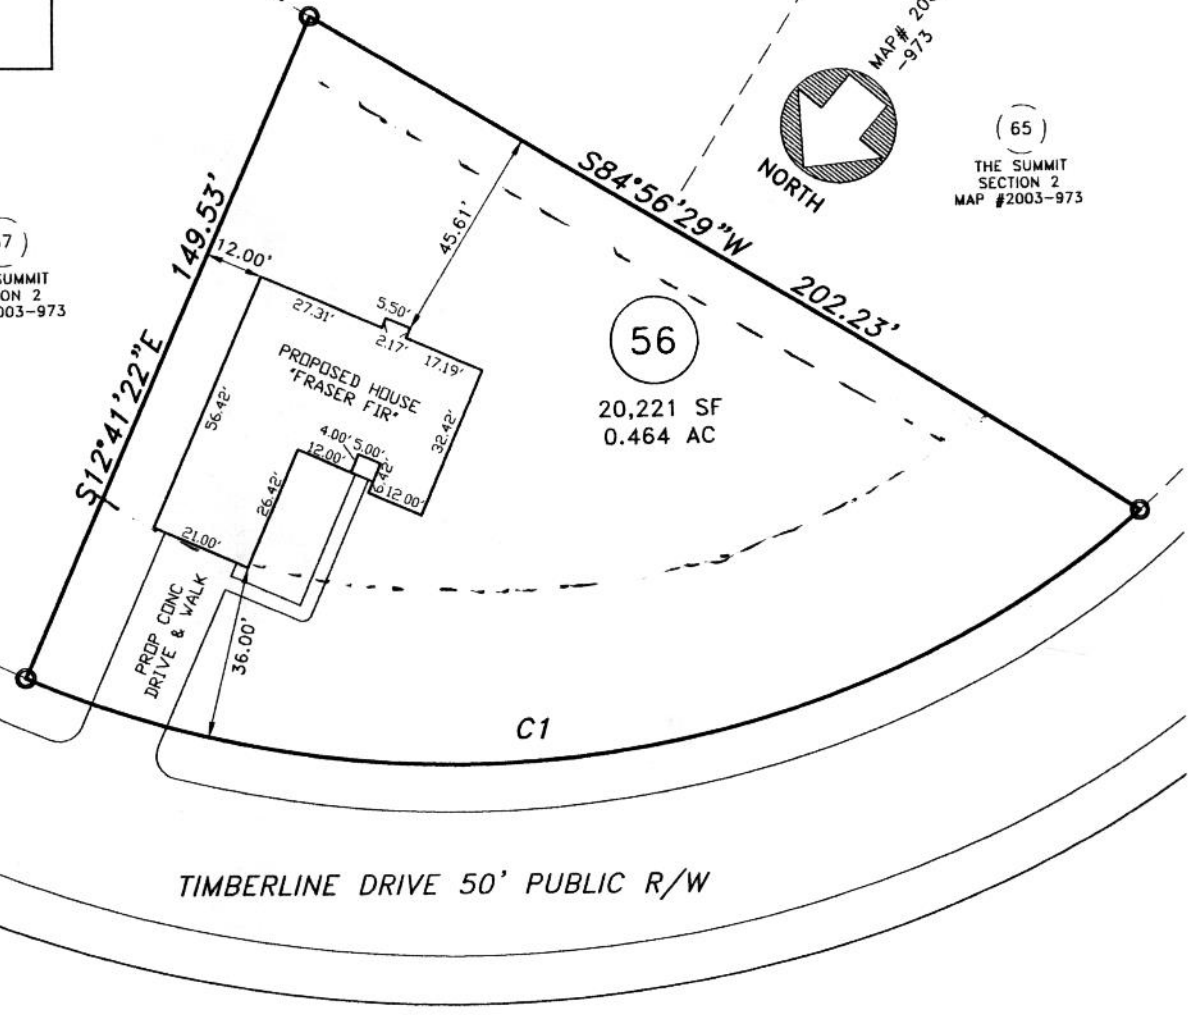 MAP# 200
-973
NORTH
65
THE SUMMIT
SECTION 2
MAP #2003-973
S84°56'29"W
202.23'
149.53'
S12°41'22"E
7
SUMMIT
ON 2
003-973
12.00'
45.61'
27.31'
5.50'
2.17'
17.19'
PROPOSED HOUSE
"FRASER FIR"
56.42'
32.42'
56
20,221 SF
0.464 AC
4.00'
5.00'
12.00'
6.42'
12.00'
26.42'
21.00'
PROP CONC
DRIVE & WALK
36.00'
C1
TIMBERLINE DRIVE 50' PUBLIC R/W